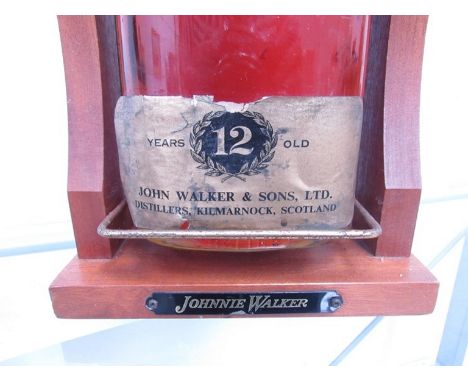 YEARS 12 OLD
JOHN WALKER & SONS, LTD.
DISTILLERS, KILMARNOCK, SCOTLAND
JOHNNIE WALKER